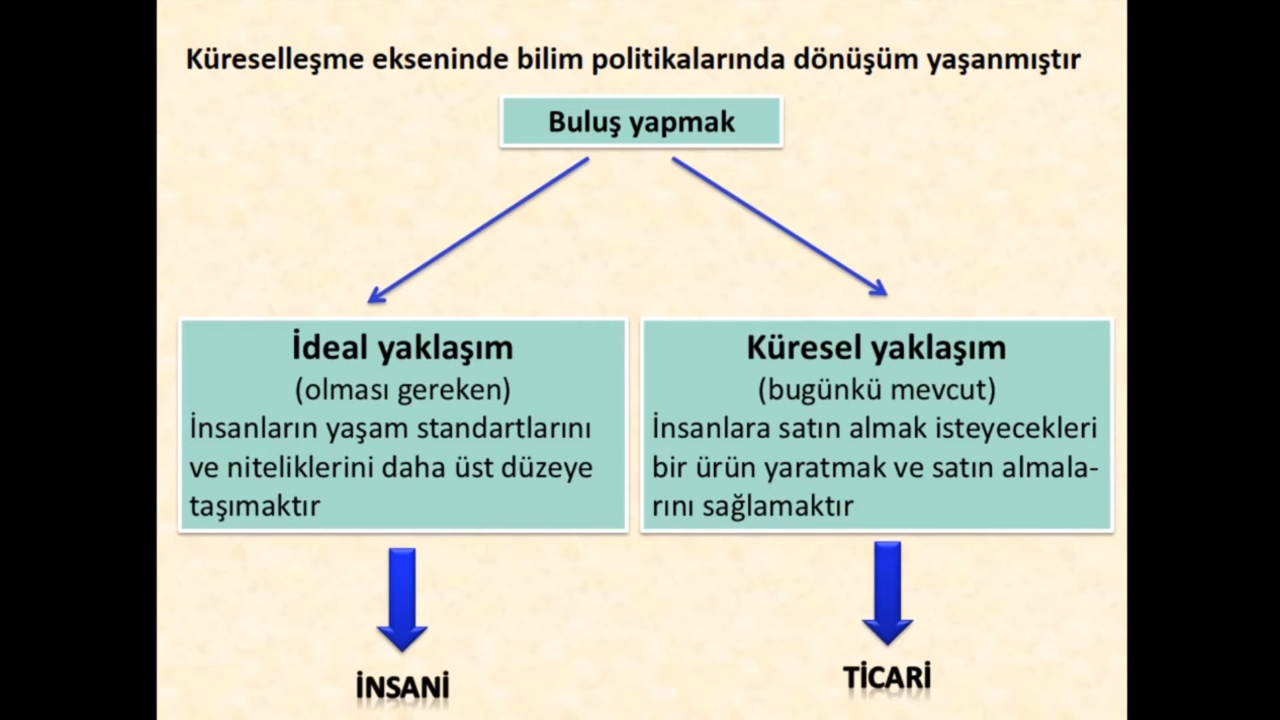 Küreselleşme ekseninde bilim politikalarında dönüşüm yaşanmıştır
Buluş yapmak
İdeal yaklaşım
(olması gereken)
İnsanların yaşam standartlarını
ve niteliklerini daha üst düzeye
taşımaktır
Küresel yaklaşım
(bugünkü mevcut)
İnsanlara satın almak isteyecekleri
bir ürün yaratmak ve satın almala-
rını sağlamaktır
İNSANİ
TİCARİ